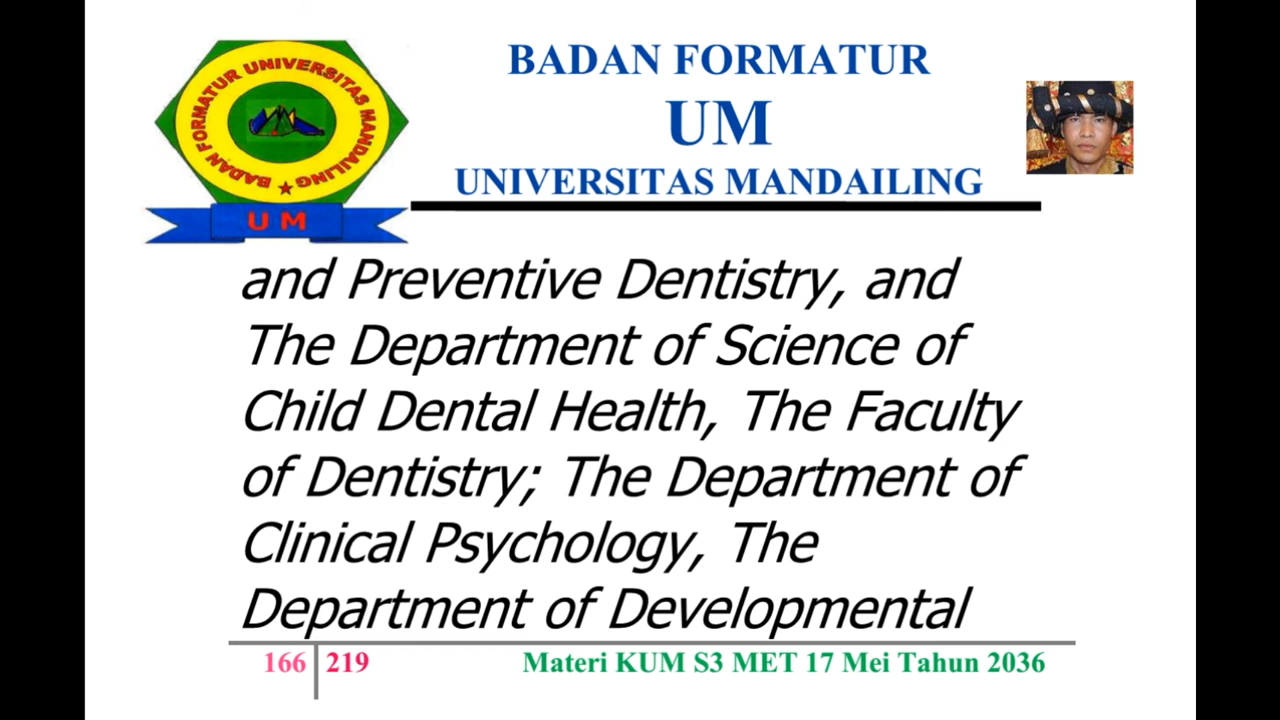 BADAN FORMATUR UNIVERSITAS MANDAILING
UM
BADAN FORMATUR
UM
UNIVERSITAS MANDAILING
and Preventive Dentistry, and
The Department of Science of
Child Dental Health, The Faculty
of Dentistry; The Department of
Clinical Psychology, The
Department of Developmental
166 219 Materi KUM S3 MET 17 Mei Tahun 2036